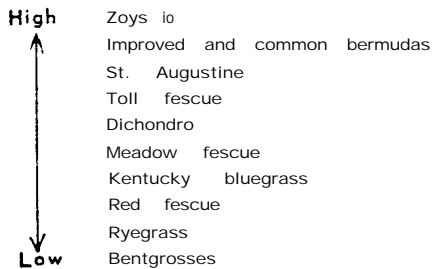 High Zoys io
Improved and common bermudas
St. Augustine
Toll fescue
Dichondro
Meadow fescue
Kentucky bluegrass
Red fescue
Ryegrass
Low Bentgrosses